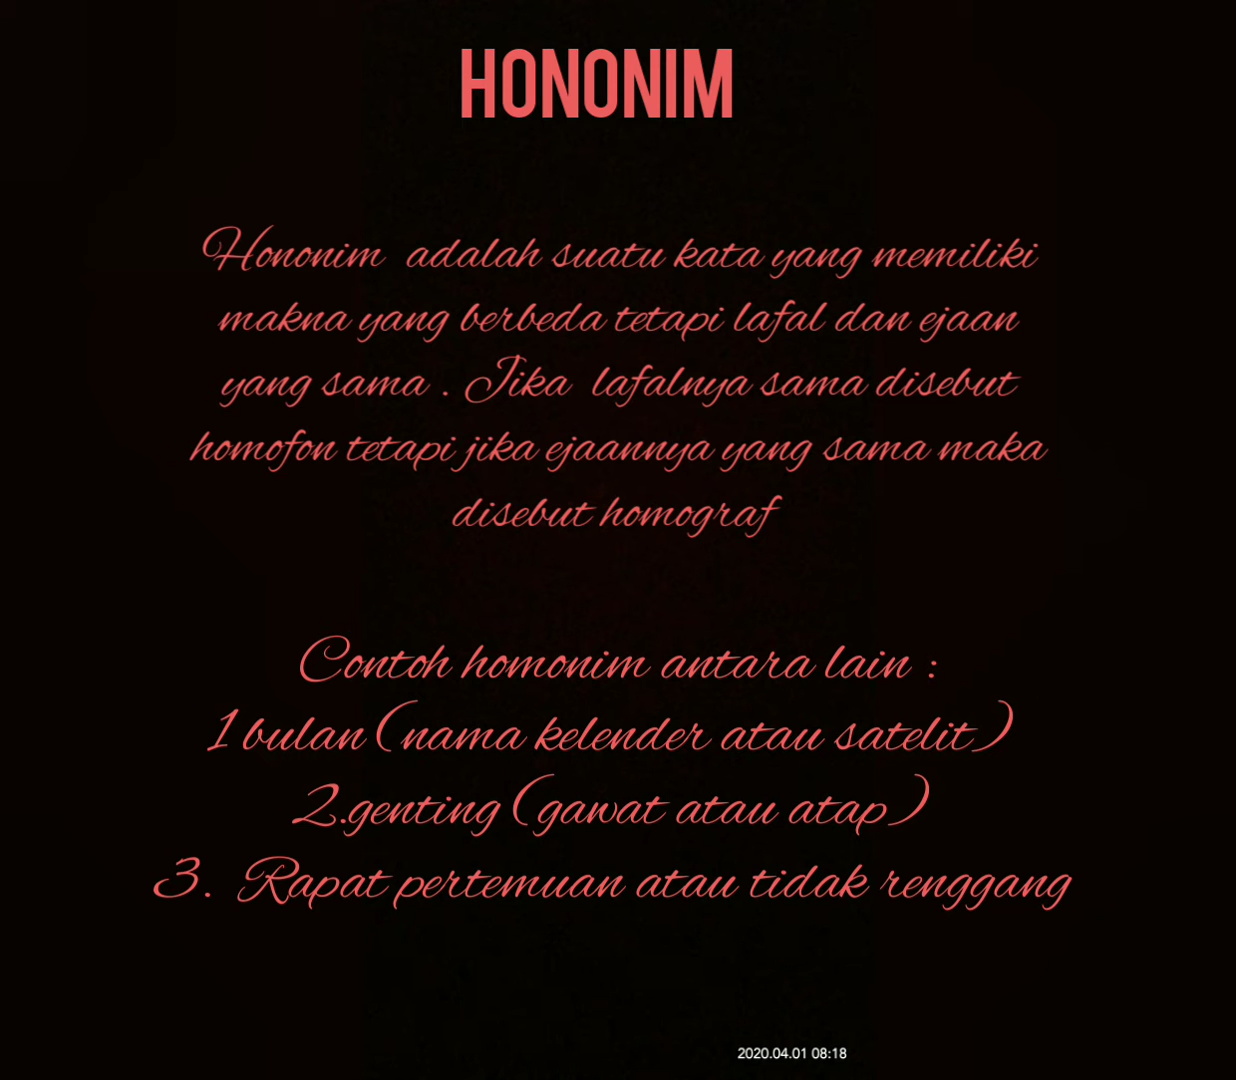 HONONIM
Hononim adalah suatu kata yang memiliki
makna yang berbeda tetapi lafal dan ejaan
yang sama . Jika lafalnya sama disebut
homofon tetapi jika ejaannya yang sama maka
disebut homograf
Contoh homonim antara lain :
1 bulan (nama kelender atau satelit)
2.genting (gawat atau atap)
3. Rapat pertemuan atau tidak renggang
2020.04.01 08:18